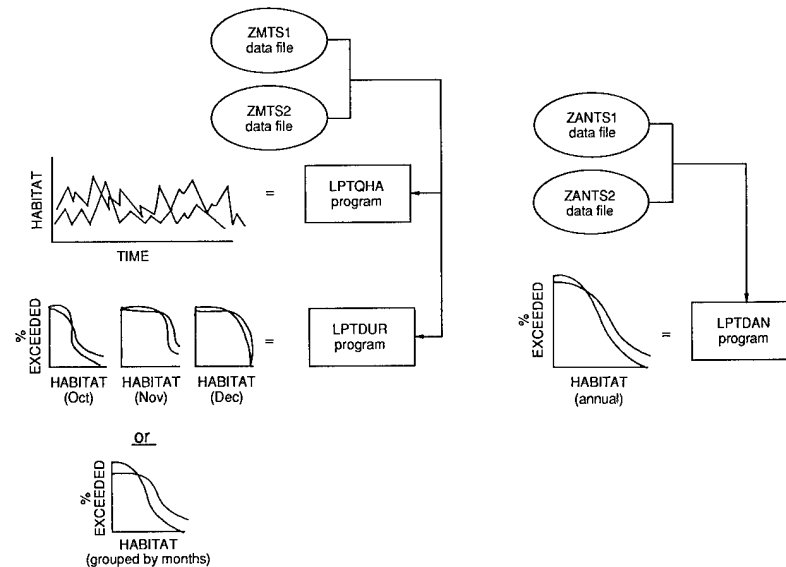 ZMTS1
data file
ZMTS2
data file
ZANTS1
data file
ZANTS2
data file
HABITAT
TIME
=
LPTQHA
program
%
EXCEEDED
HABITAT
(Oct)
HABITAT
(Nov)
HABITAT
(Dec)
=
LPTDUR
program
%
EXCEEDED
HABITAT
(annual)
=
LPTDAN
program
or
%
EXCEEDED
HABITAT
(grouped by months)